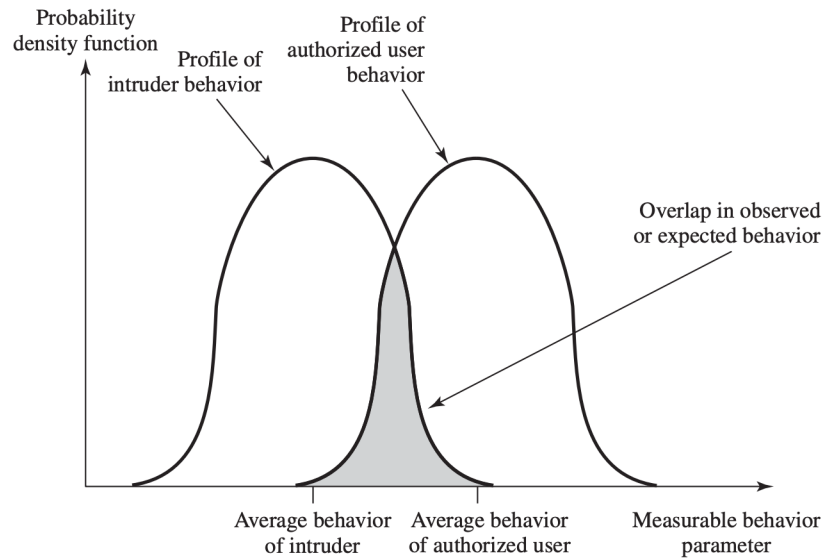 Probability
density function
Profile of
intruder behavior
Profile of
authorized user
behavior
Overlap in observed
or expected behavior
Average behavior
of intruder
Average behavior
of authorized user
Measurable behavior
parameter